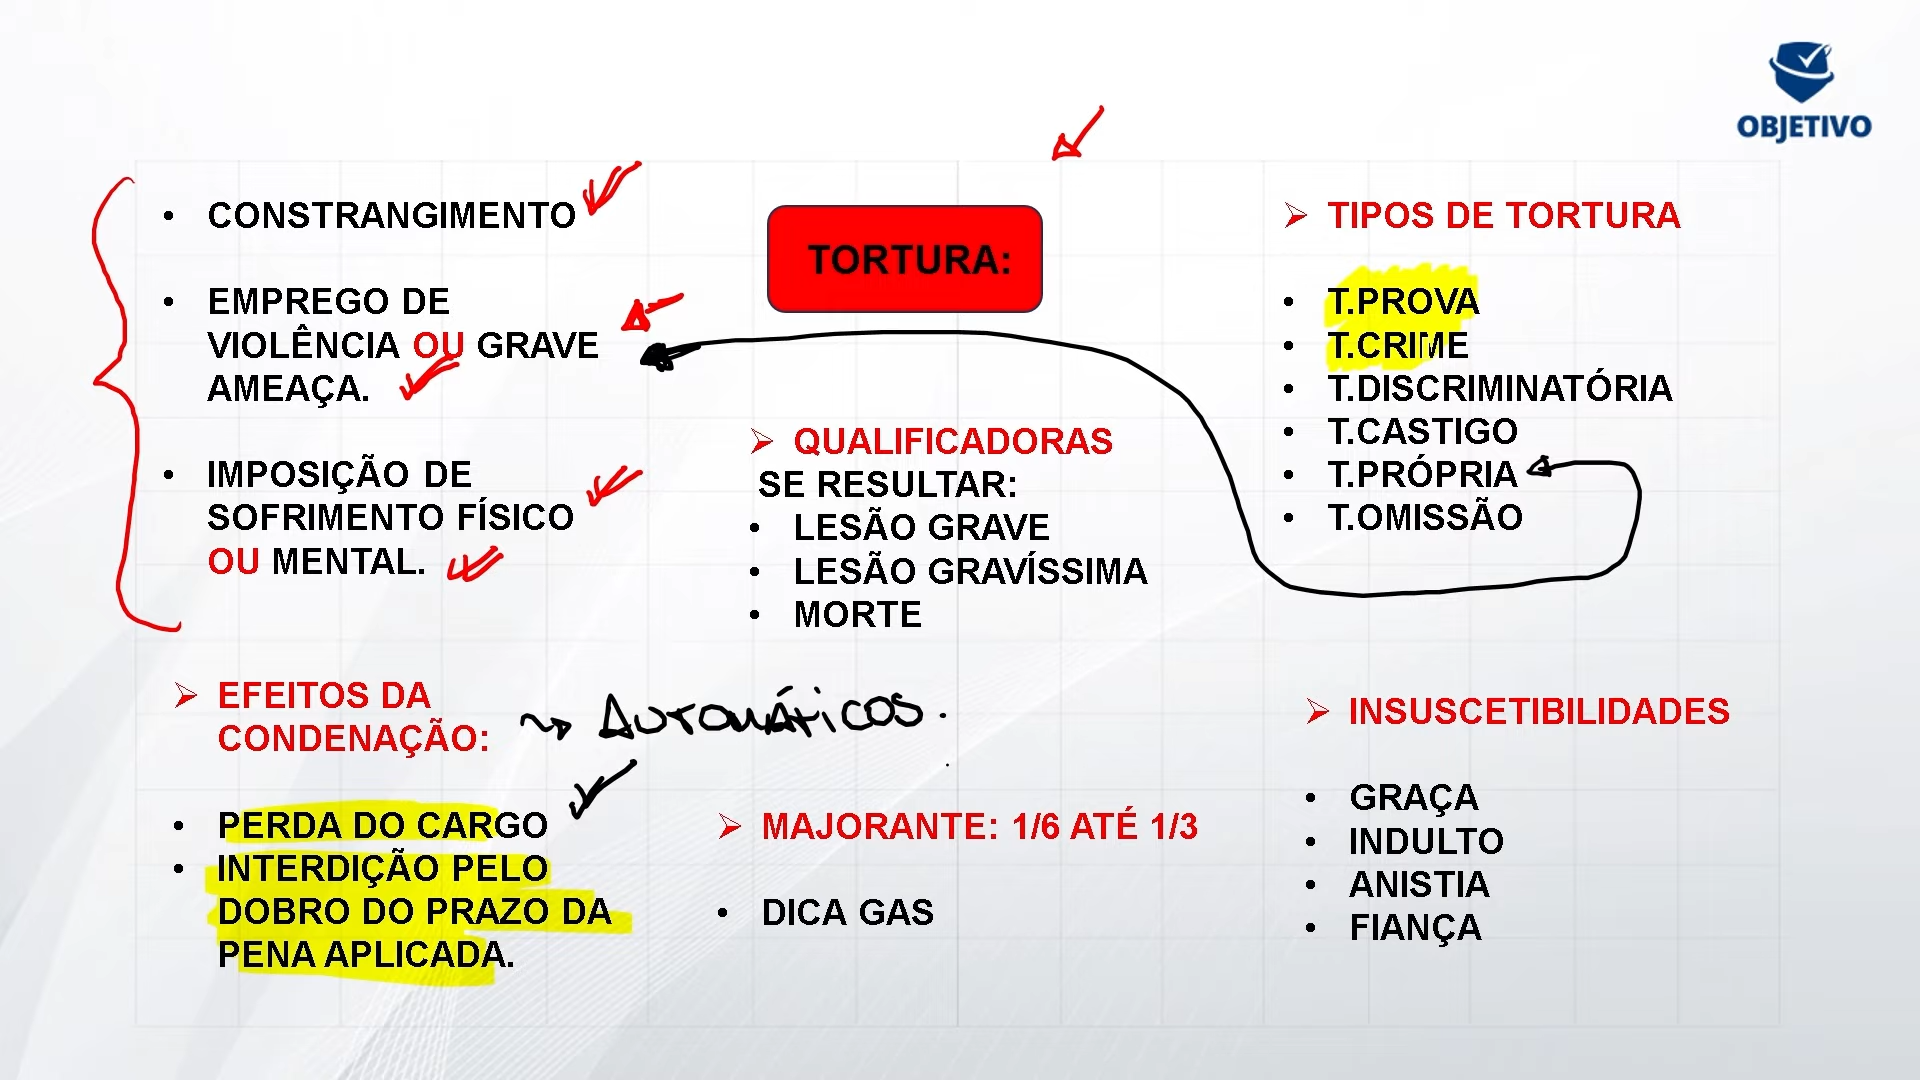 OBJETIVO
• CONSTRANGIMENTO
• EMPREGO DE
VIOLÊNCIA OU GRAVE
AMEAÇA.
• IMPOSIÇÃO DE
SOFRIMENTO FÍSICO
OU MENTAL.
TORTURA:
➢ QUALIFICADORAS
SE RESULTAR:
• LESÃO GRAVE
• LESÃO GRAVÍSSIMA
• MORTE
➢ TIPOS DE TORTURA
• T.PROVA
• T.CRIME
• T.DISCRIMINATÓRIA
• T.CASTIGO
• T.PRÓPRIA
• T.OMISSÃO
➢ EFEITOS DA
CONDENAÇÃO:
AUTOMÁTICOS.
• PERDA DO CARGO
• INTERDIÇÃO PELO
DOBRO DO PRAZO DA
PENA APLICADA.
➢ MAJORANTE: 1/6 ATÉ 1/3
• DICA GAS
➢ INSUSCETIBILIDADES
• GRAÇA
• INDULTO
• ANISTIA
• FIANÇA